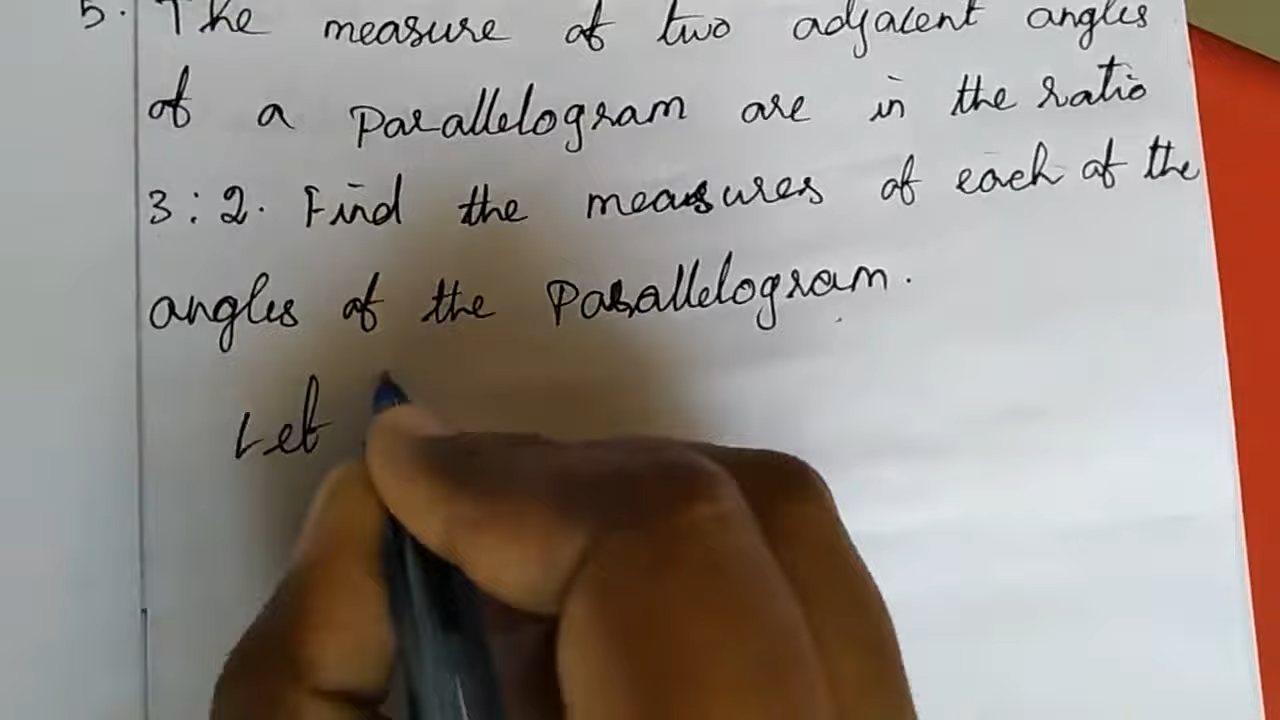 5. The measure of two adjacent angles
of a Parallelogram are in the ratio
3:2. Find the measures of each of the
angles of the Parallelogram.
Let